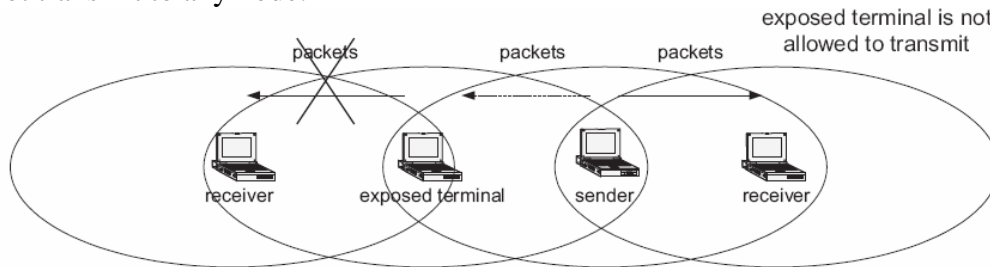 exposed terminal is not
allowed to transmit
packets packets packets
receiver exposed terminal sender receiver